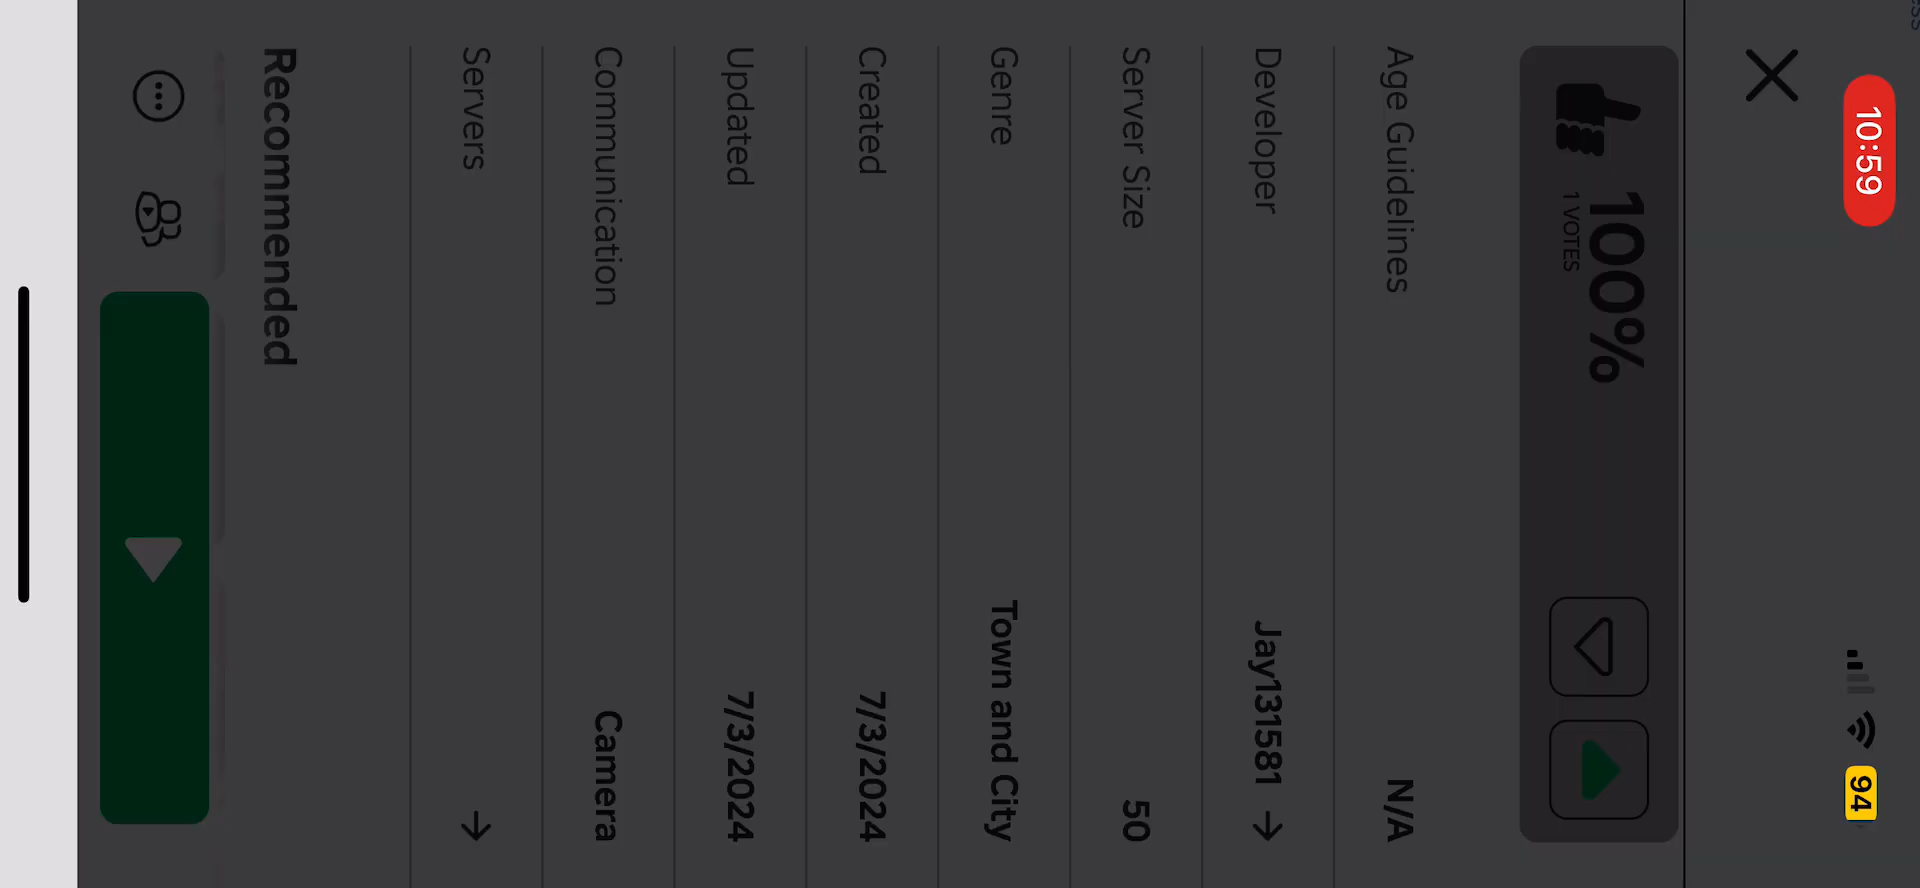 10:59
94
100%
1 VOTES
Age Guidelines N/A
Developer Jay131581
Server Size 50
Genre Town and City
Created 7/3/2024
Updated 7/3/2024
Communication Camera
Servers
Recommended